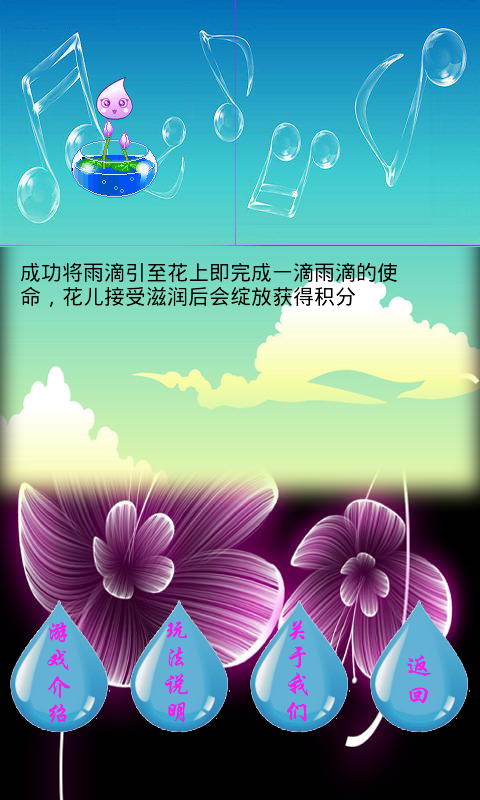 成功将雨滴引至花上即完成一滴雨滴的使
命，花儿接受滋润后会绽放获得积分
游戏介绍
玩法说明
关于我们
返回